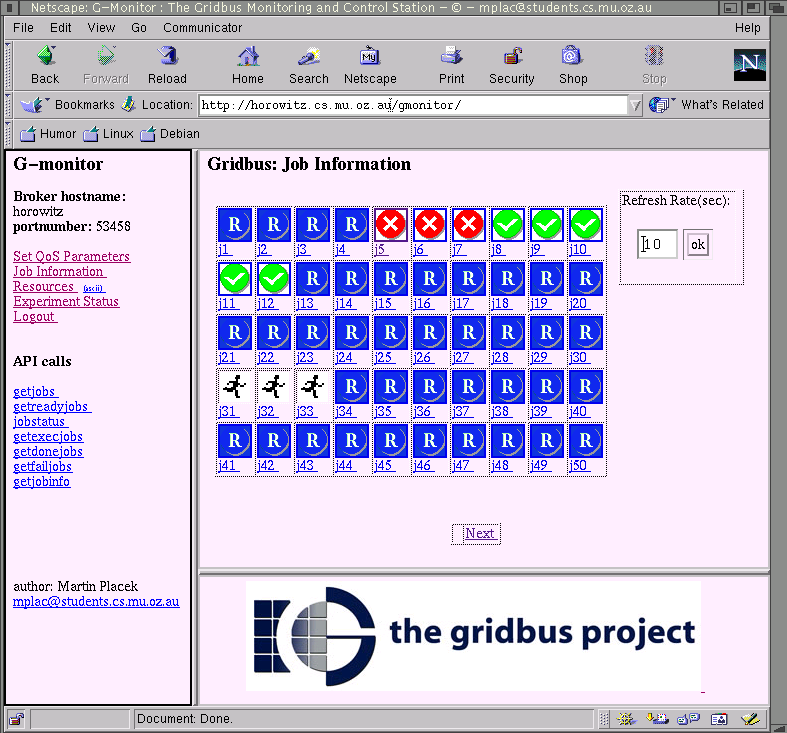 Netscape: G-Monitor : The Gridbus Monitoring and Control Station - © - mplac@students.cs.mu.oz.au
File Edit View Go Communicator Help
My N
Back Forward Reload Home Search Netscape Print Security Shop Stop
Bookmarks Location: http://horowitz.cs.mu.oz.au/gmonitor/ What's Related
Humor Linux Debian
G-monitor
Broker hostname:
horowitz
portnumber: 53458
Set QoS Parameters
Job Information
Resources (ascii)
Experiment Status
Logout
API calls
getjobs
getreadyjobs
jobstatus
getexecjobs
getdonejobs
getfailjobs
getjobinfo
author: Martin Placek
mplac@students.cs.mu.oz.au
Gridbus: Job Information
R R R R
j1 j2 j3 j4 j5 j6 j7 j8 j9 j10
R R R R R R R R
j11 j12 j13 j14 j15 j16 j17 j18 j19 j20
R R R R R R R R R R
j21 j22 j23 j24 j25 j26 j27 j28 j29 j30
R R R R R R R
j31 j32 j33 j34 j35 j36 j37 j38 j39 j40
R R R R R R R R R R
j41 j42 j43 j44 j45 j46 j47 j48 j49 j50
Next
Refresh Rate(sec):
10 ok
the gridbus project
Document: Done.